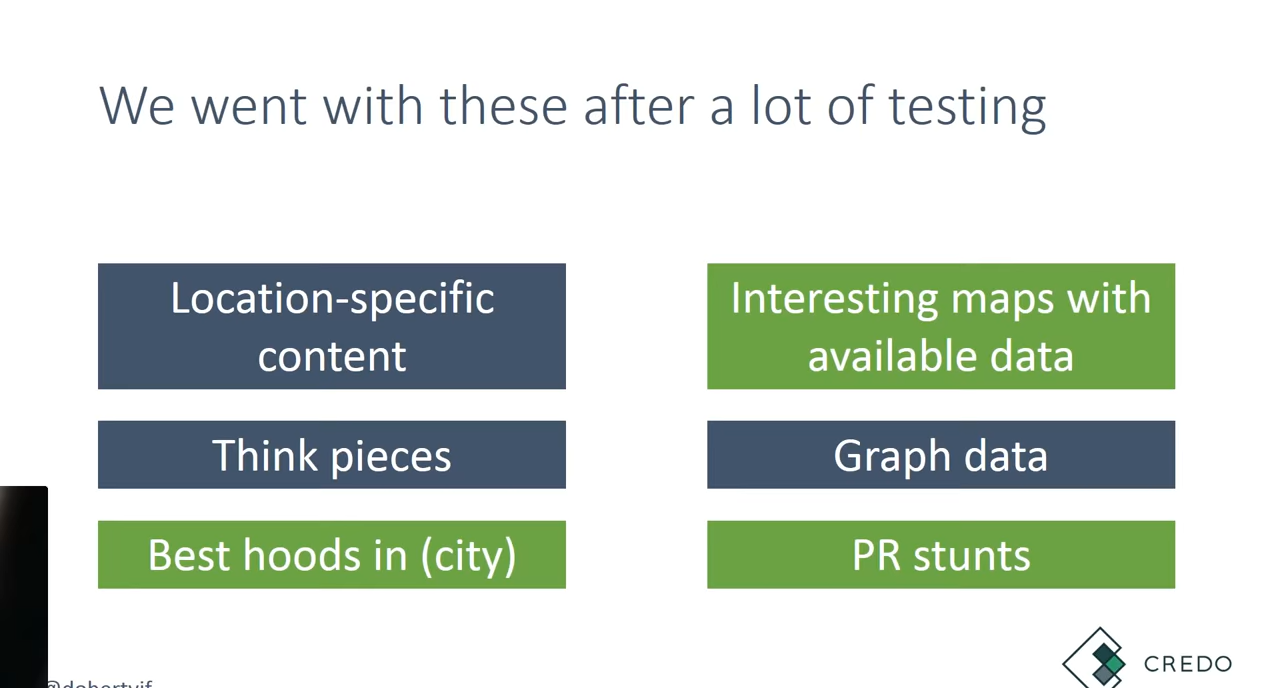 We went with these after a lot of testing
Location-specific
content
Think pieces
Best hoods in (city)
Interesting maps with
available data
Graph data
PR stunts
CREDO